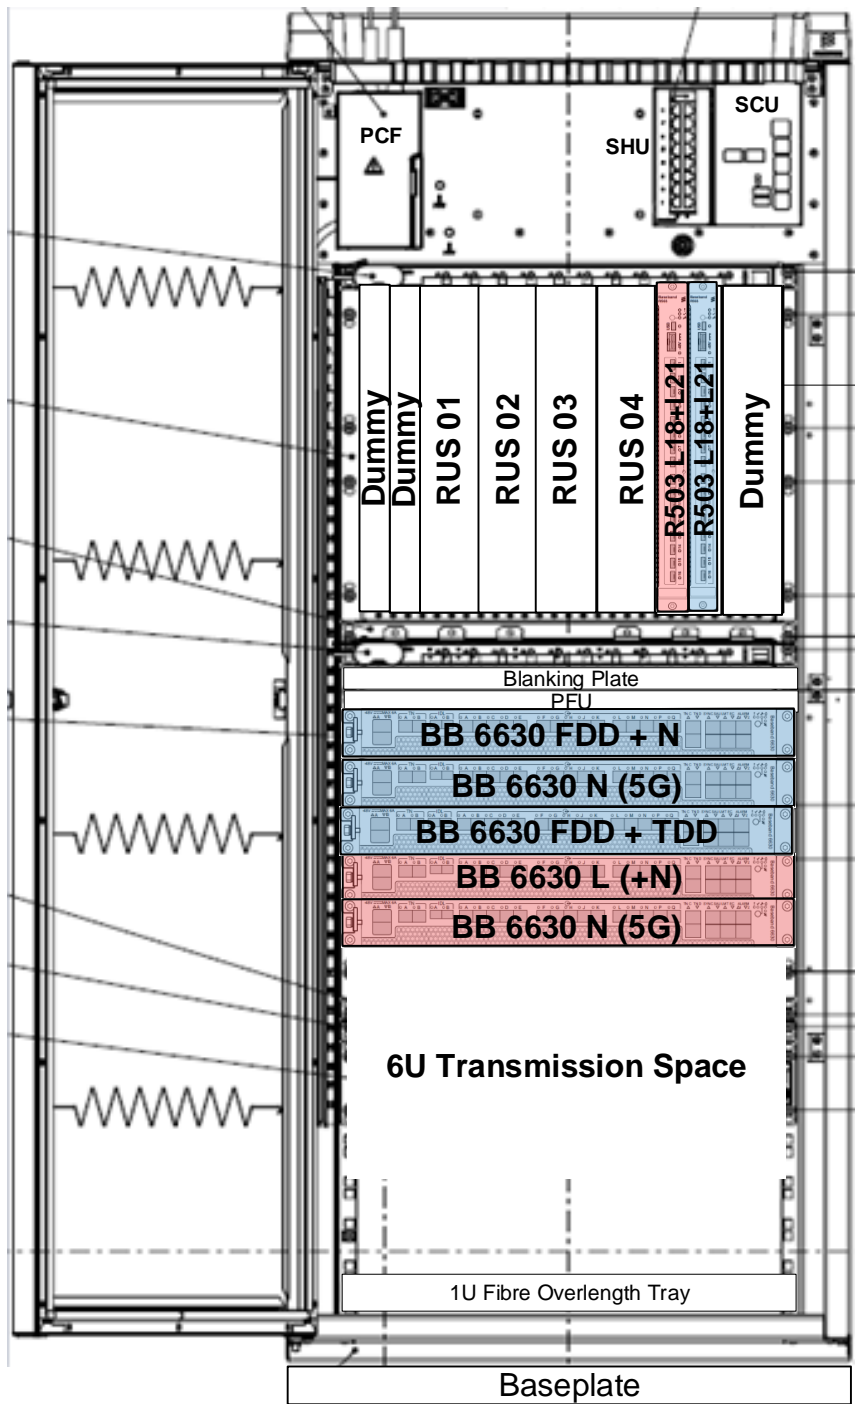 PCF
SHU
SCU
Dummy
Dummy
RUS 01
RUS 02
RUS 03
RUS 04
R503 L18+L21
R503 L18+L21
Dummy
Blanking Plate
PFU
BB 6630 FDD + N
BB 6630 N (5G)
BB 6630 FDD + TDD
BB 6630 L (+N)
BB 6630 N (5G)
6U Transmission Space
1U Fibre Overlength Tray
Baseplate